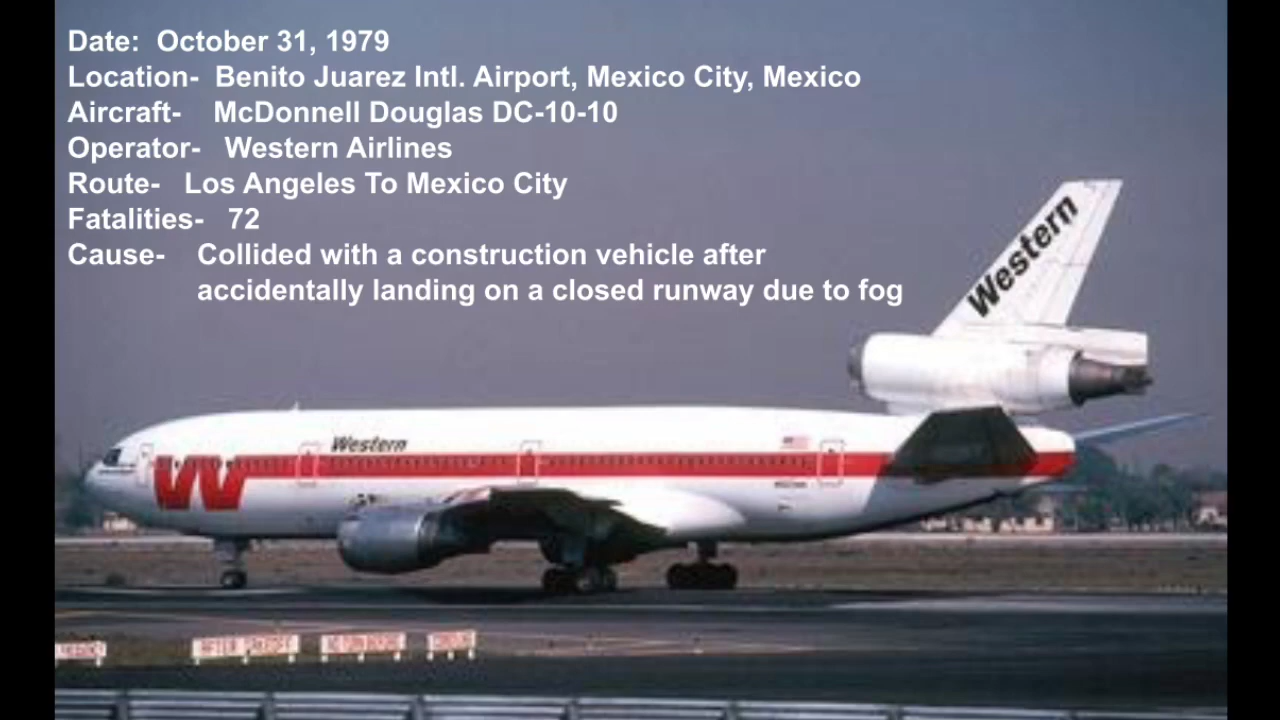 Date: October 31, 1979
Location- Benito Juarez Intl. Airport, Mexico City, Mexico
Aircraft- McDonnell Douglas DC-10-10
Operator- Western Airlines
Route- Los Angeles To Mexico City
Fatalities- 72
Cause- Collided with a construction vehicle after
accidentally landing on a closed runway due to fog
Western
Western
AFTER TAKEOFF